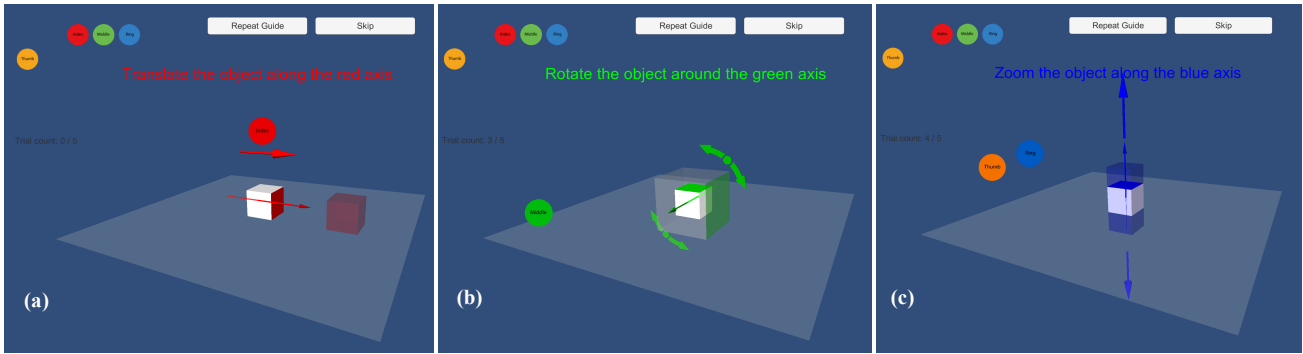 Repeat Guide
Skip
Index
Middle
Ring
Thumb
Translate the object along the red axis
Index
Trial count: 0 / 5
(a)
Repeat Guide
Skip
Index
Middle
Ring
Thumb
Rotate the object around the green axis
Trial count: 3 / 5
Middle
(b)
Repeat Guide
Skip
Index
Middle
Ring
Thumb
Zoom the object along the blue axis
Trial count: 4 / 5
Ring
Thumb
(c)